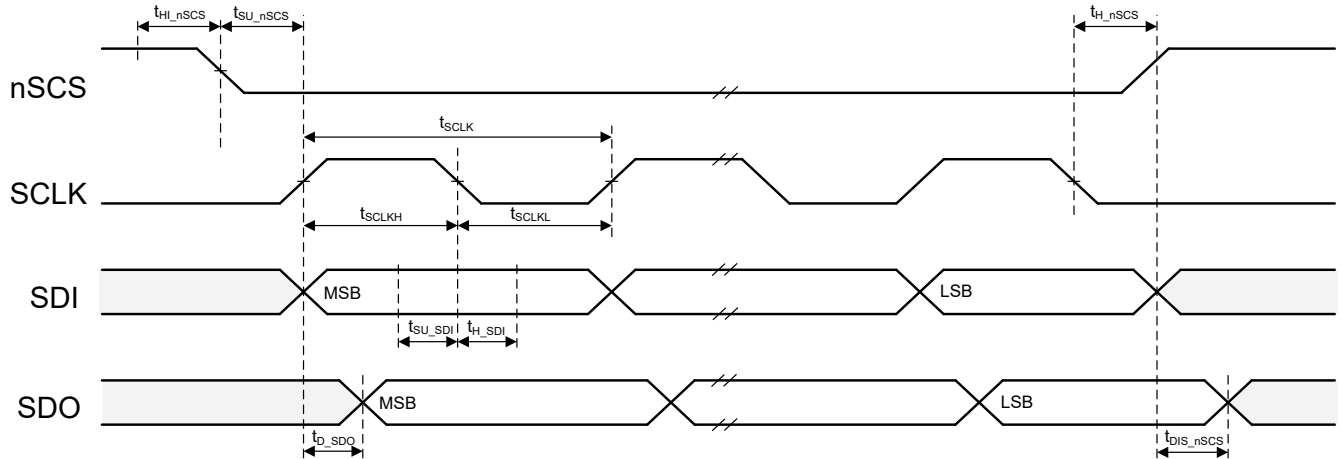 tHI_nSCS tSU_nSCS tH_nSCS
nSCS
tSCLK
SCLK
tSCLKH tSCLKL
SDI MSB LSB
tSU_SDI tH_SDI
SDO MSB LSB
tD_SDO tDIS_nSCS